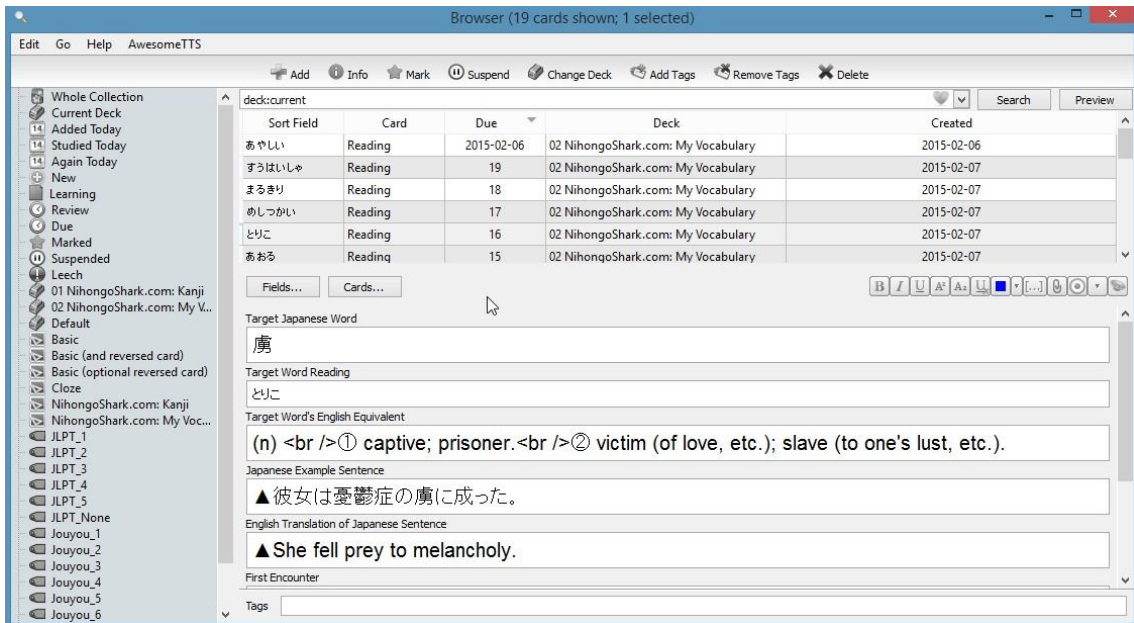 Browser (19 cards shown; 1 selected)
Edit Go Help AwesomeTTS
Add Info Mark Suspend Change Deck Add Tags Remove Tags Delete
Whole Collection
Current Deck
Added Today
Studied Today
Again Today
New
Learning
Review
Due
Marked
Suspended
Leech
01 NihongoShark.com: Kanji
02 NihongoShark.com: My V...
Default
Basic
Basic (and reversed card)
Basic (optional reversed card)
Cloze
NihongoShark.com: Kanji
NihongoShark.com: My Voc...
JLPT_1
JLPT_2
JLPT_3
JLPT_4
JLPT_5
JLPT_None
Jouyou_1
Jouyou_2
Jouyou_3
Jouyou_4
Jouyou_5
Jouyou_6
deck:current Search Preview
Sort Field Card Due Deck Created
あやしい Reading 2015-02-06 02 NihongoShark.com: My Vocabulary 2015-02-06
すうはいしゃ Reading 19 02 NihongoShark.com: My Vocabulary 2015-02-07
まるきり Reading 18 02 NihongoShark.com: My Vocabulary 2015-02-07
めしつかい Reading 17 02 NihongoShark.com: My Vocabulary 2015-02-07
とりこ Reading 16 02 NihongoShark.com: My Vocabulary 2015-02-07
あおる Reading 15 02 NihongoShark.com: My Vocabulary 2015-02-07
Fields... Cards... B I U A² A₂ U [...]
Target Japanese Word
虜
Target Word Reading
とりこ
Target Word's English Equivalent
(n) <br />① captive; prisoner.<br />② victim (of love, etc.); slave (to one's lust, etc.).
Japanese Example Sentence
▲彼女は憂鬱症の虜に成った。
English Translation of Japanese Sentence
▲She fell prey to melancholy.
First Encounter
Tags